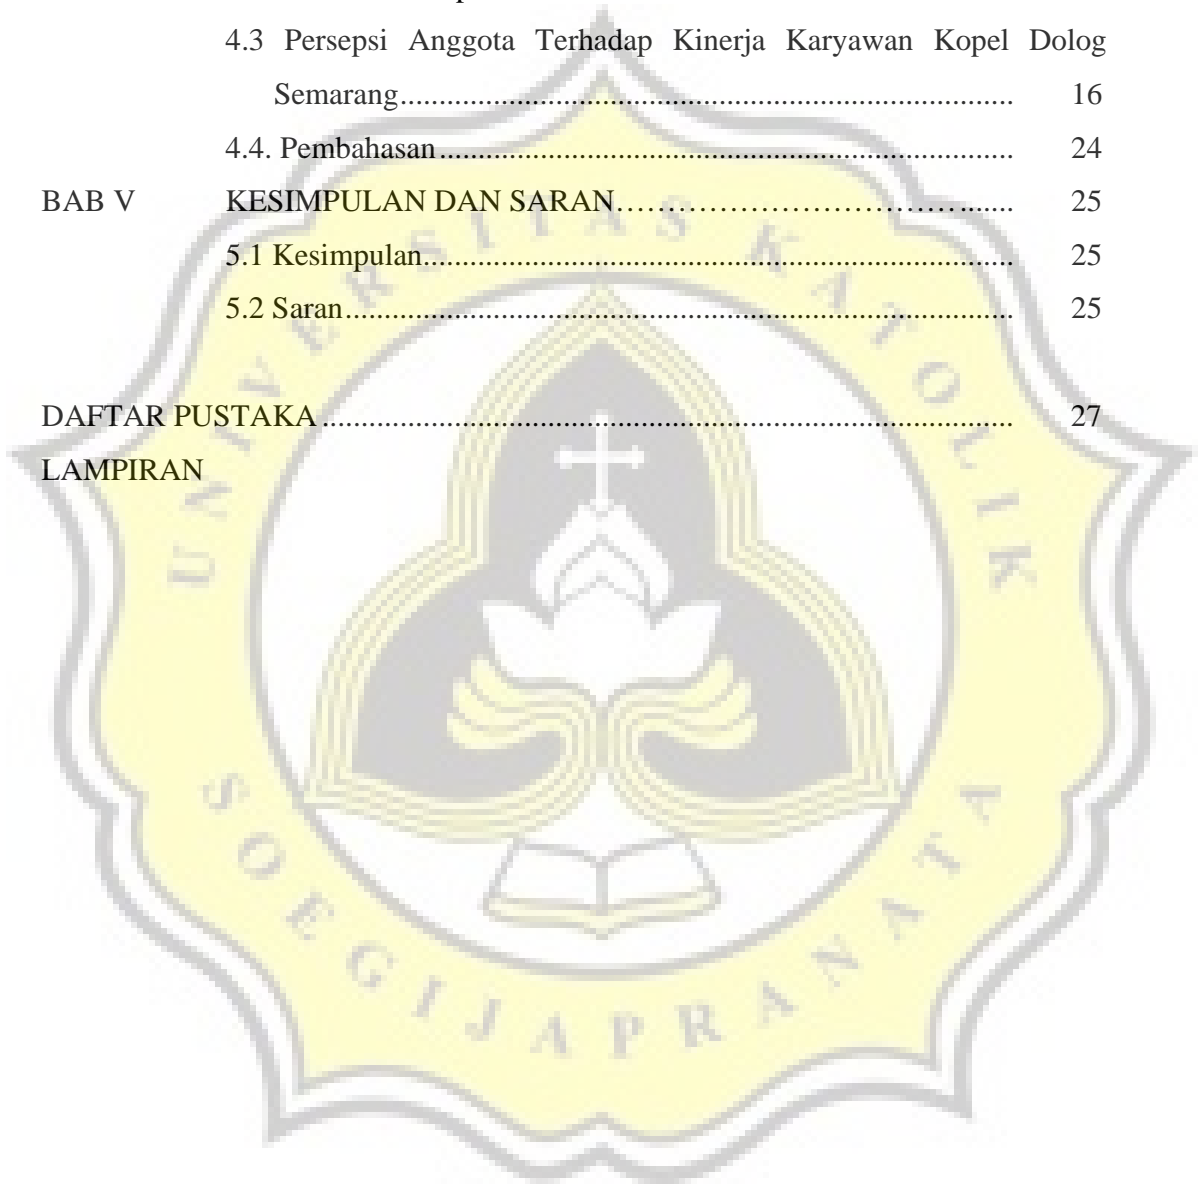 4.3 Persepsi Anggota Terhadap Kinerja Karyawan Kopel Dolog
Semarang........................................................................ 16
4.4. Pembahasan........................................................................ 24
BAB V KESIMPULAN DAN SARAN........................................ 25
5.1 Kesimpulan........................................................................ 25
5.2 Saran........................................................................ 25
DAFTAR PUSTAKA........................................................................ 27
LAMPIRAN
UNIVERSITAS KATOLIK
SOEGIJAPRANATA